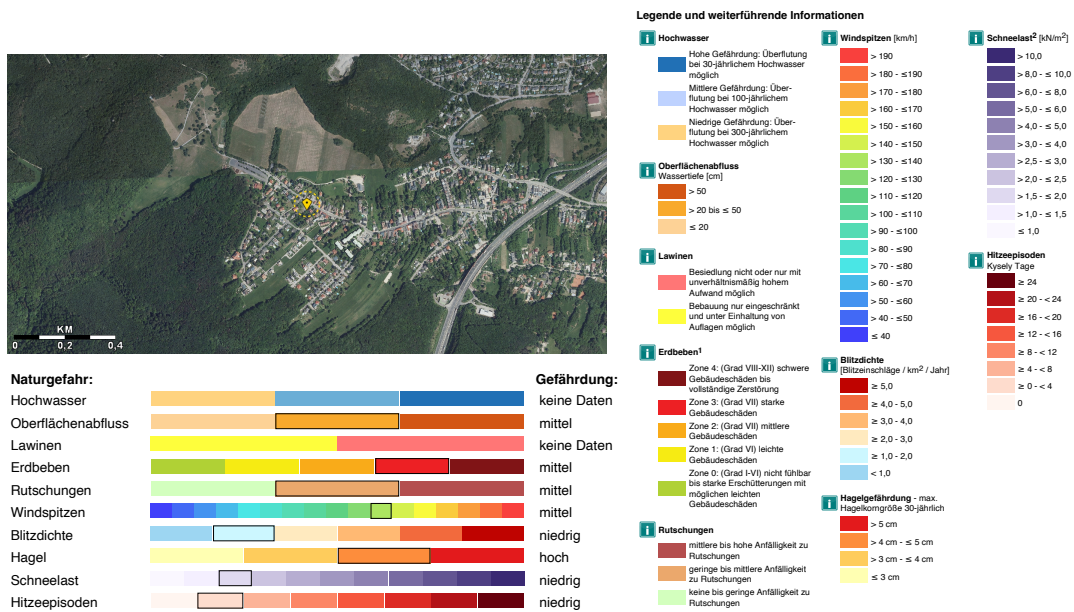 KM
0 0,2 0,4
Naturgefahr: Gefährdung:
Hochwasser keine Daten
Oberflächenabfluss mittel
Lawinen keine Daten
Erdbeben mittel
Rutschungen mittel
Windspitzen mittel
Blitzdichte niedrig
Hagel hoch
Schneelast niedrig
Hitzeepisoden niedrig
Legende und weiterführende Informationen
i Hochwasser
Hohe Gefährdung: Überflutung
bei 30-jährlichem Hochwasser
möglich
Mittlere Gefährdung: Über-
flutung bei 100-jährlichem
Hochwasser möglich
Niedrige Gefährdung: Über-
flutung bei 300-jährlichem
Hochwasser möglich
i Oberflächenabfluss
Wassertiefe [cm]
> 50
> 20 bis ≤ 50
≤ 20
i Lawinen
Besiedlung nicht oder nur mit
unverhältnismäßig hohem
Aufwand möglich
Bebauung nur eingeschränkt
und unter Einhaltung von
Auflagen möglich
i Erdbeben¹
Zone 4: (Grad VIII-XII) schwere
Gebäudeschäden bis
vollständige Zerstörung
Zone 3: (Grad VII) starke
Gebäudeschäden
Zone 2: (Grad VII) mittlere
Gebäudeschäden
Zone 1: (Grad VI) leichte
Gebäudeschäden
Zone 0: (Grad I-VI) nicht fühlbar
bis starke Erschütterungen mit
möglichen leichten
Gebäudeschäden
i Rutschungen
mittlere bis hohe Anfälligkeit zu
Rutschungen
geringe bis mittlere Anfälligkeit
zu Rutschungen
keine bis geringe Anfälligkeit zu
Rutschungen
i Windspitzen [km/h]
> 190
> 180 - ≤190
> 170 - ≤180
> 160 - ≤170
> 150 - ≤160
> 140 - ≤150
> 130 - ≤140
> 120 - ≤130
> 110 - ≤120
> 100 - ≤110
> 90 - ≤100
> 80 - ≤90
> 70 - ≤80
> 60 - ≤70
> 50 - ≤60
> 40 - ≤50
≤ 40
i Blitzdichte
[Blitzeinschläge / km² / Jahr]
≥ 5,0
≥ 4,0 - 5,0
≥ 3,0 - 4,0
≥ 2,0 - 3,0
≥ 1,0 - 2,0
< 1,0
i Hagelgefährdung - max.
Hagelkorngröße 30-jährlich
> 5 cm
> 4 cm - ≤ 5 cm
> 3 cm - ≤ 4 cm
≤ 3 cm
i Schneelast² [kN/m²]
> 10,0
> 8,0 - ≤ 10,0
> 6,0 - ≤ 8,0
> 5,0 - ≤ 6,0
> 4,0 - ≤ 5,0
> 3,0 - ≤ 4,0
> 2,5 - ≤ 3,0
> 2,0 - ≤ 2,5
> 1,5 - ≤ 2,0
> 1,0 - ≤ 1,5
≤ 1,0
i Hitzeepisoden
Kysely Tage
≥ 24
≥ 20 - < 24
≥ 16 - < 20
≥ 12 - < 16
≥ 8 - < 12
≥ 4 - < 8
≥ 0 - < 4
0